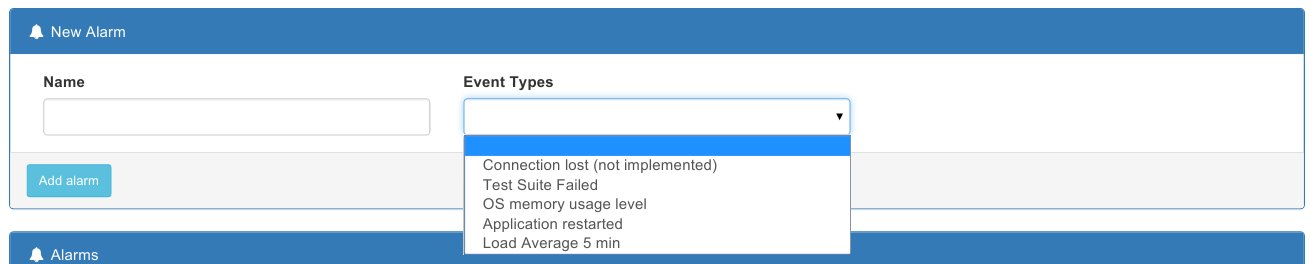 New Alarm
Name
Event Types
Connection lost (not implemented)
Test Suite Failed
OS memory usage level
Application restarted
Load Average 5 min
Add alarm
Alarms